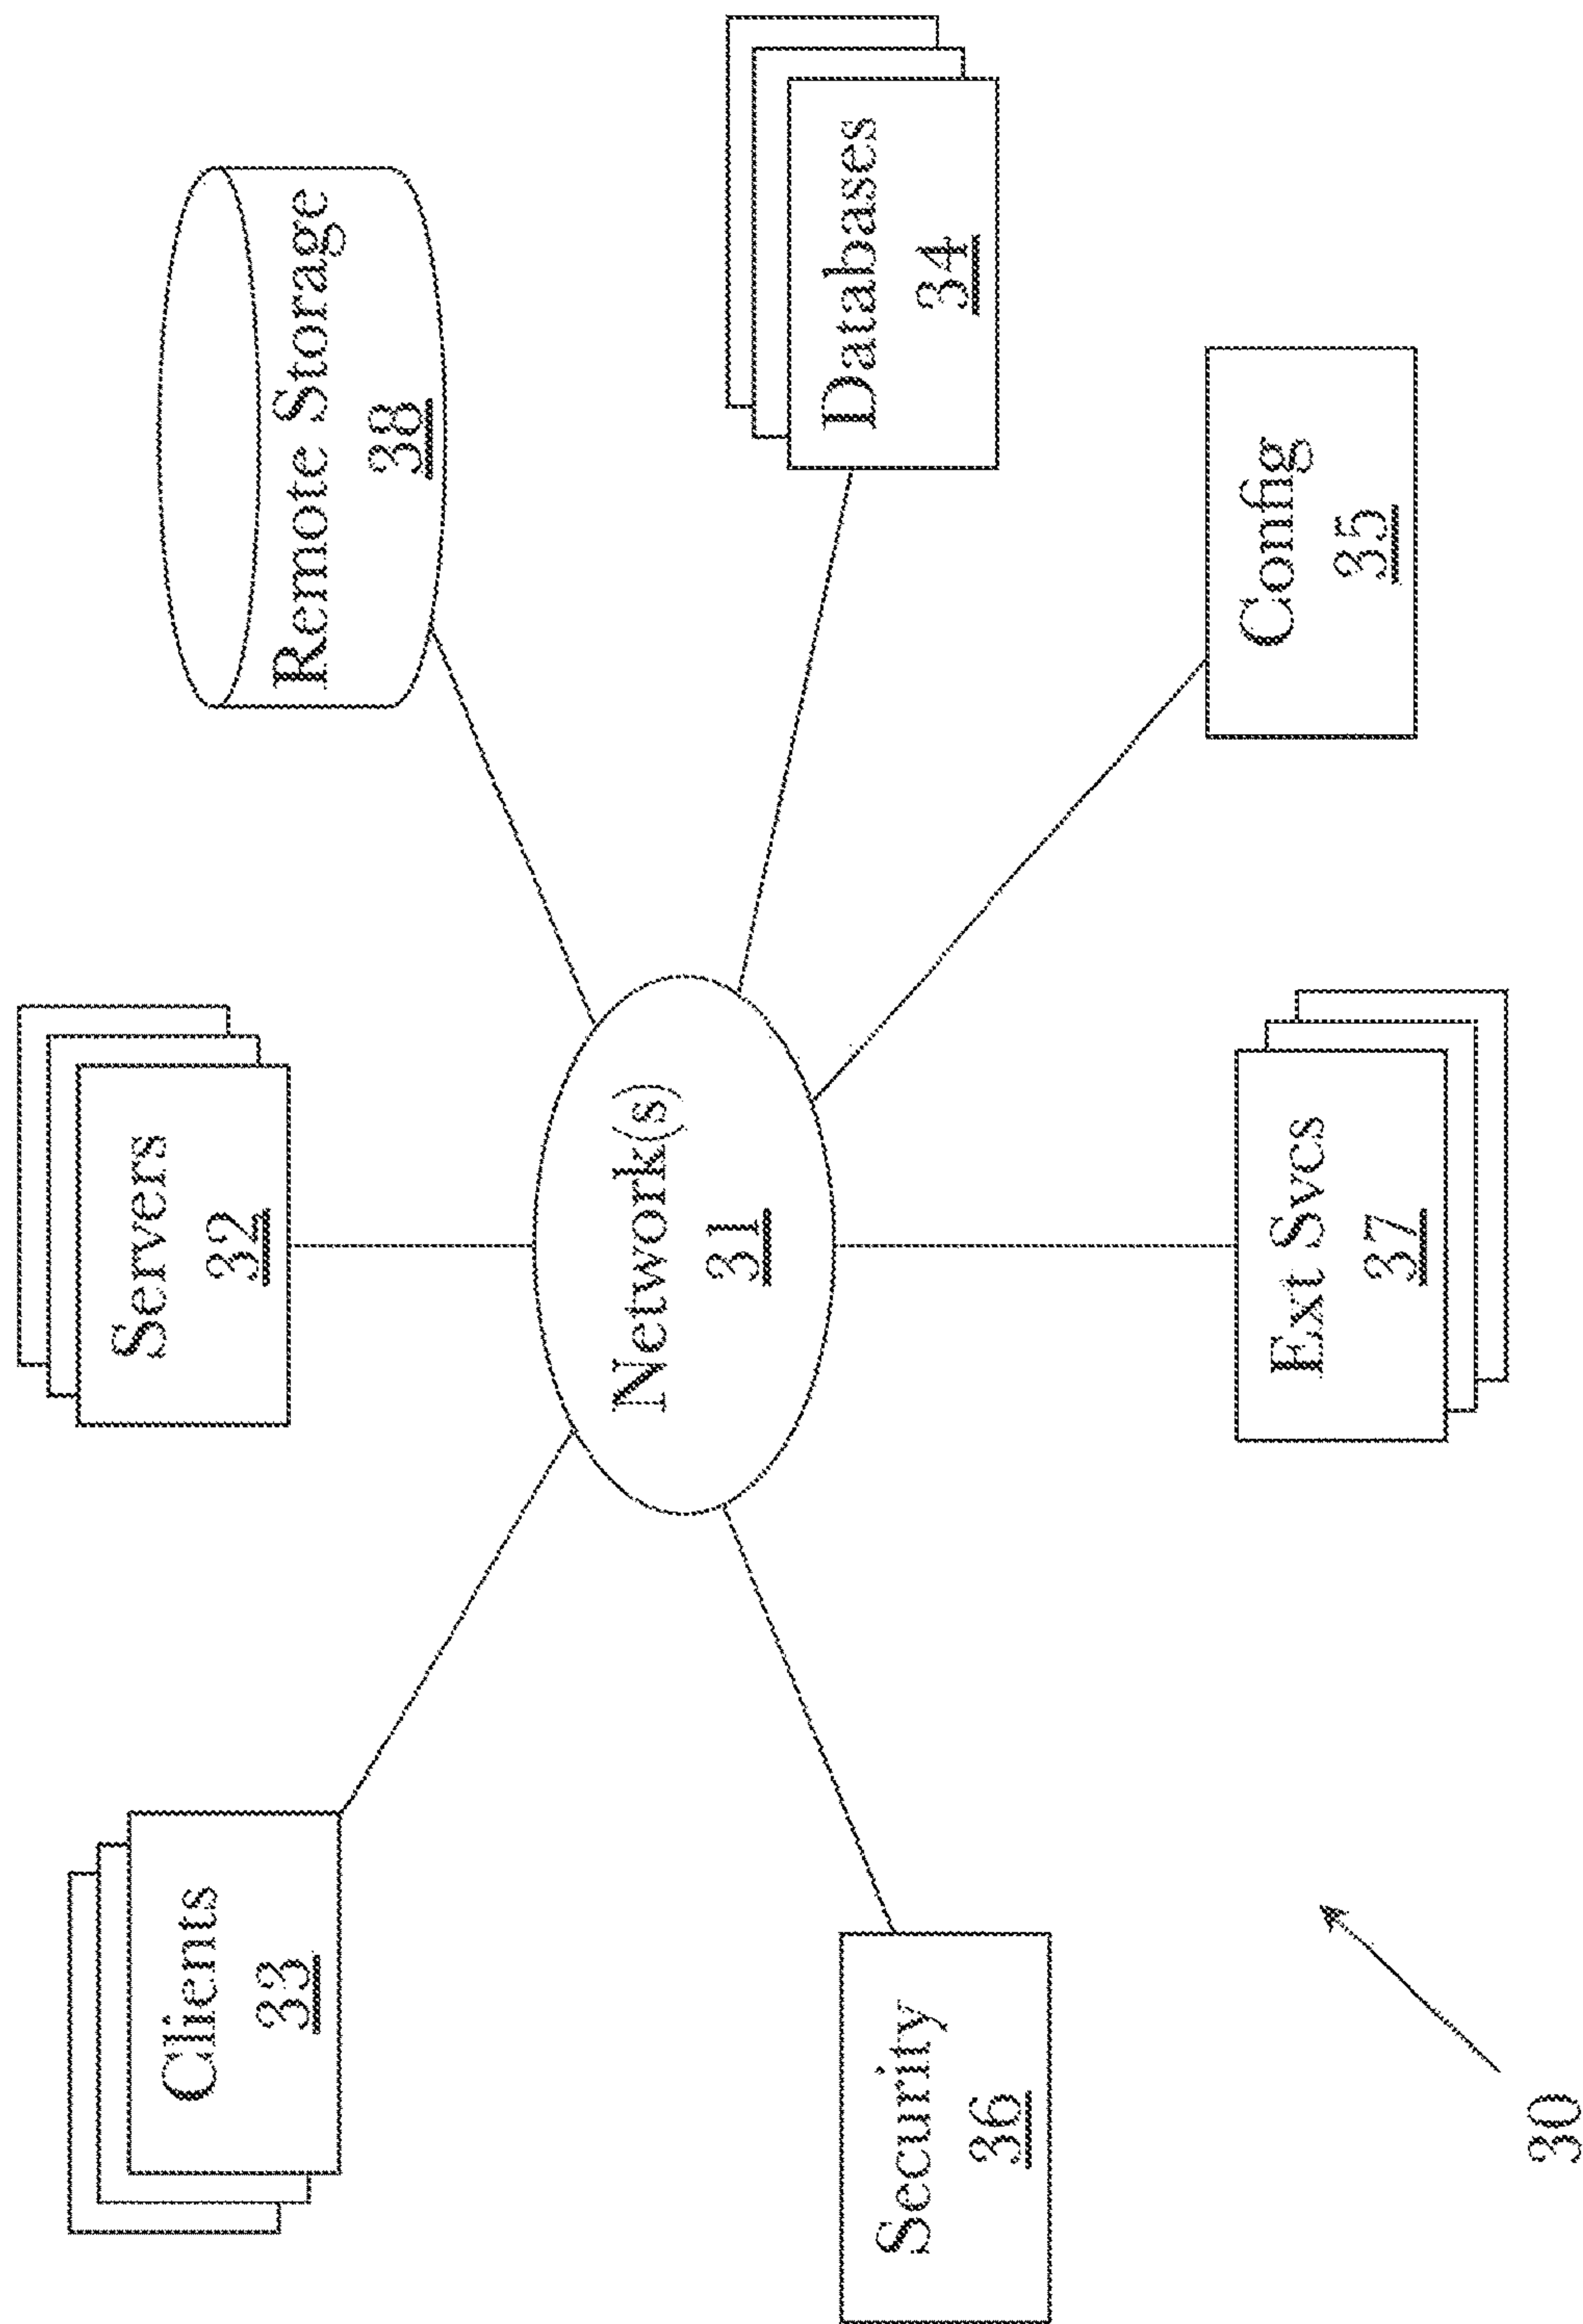 Clients
33
Servers
32
Remote Storage
38
Network(s)
31
Databases
34
Security
36
Ext Svcs
37
Config
35
30